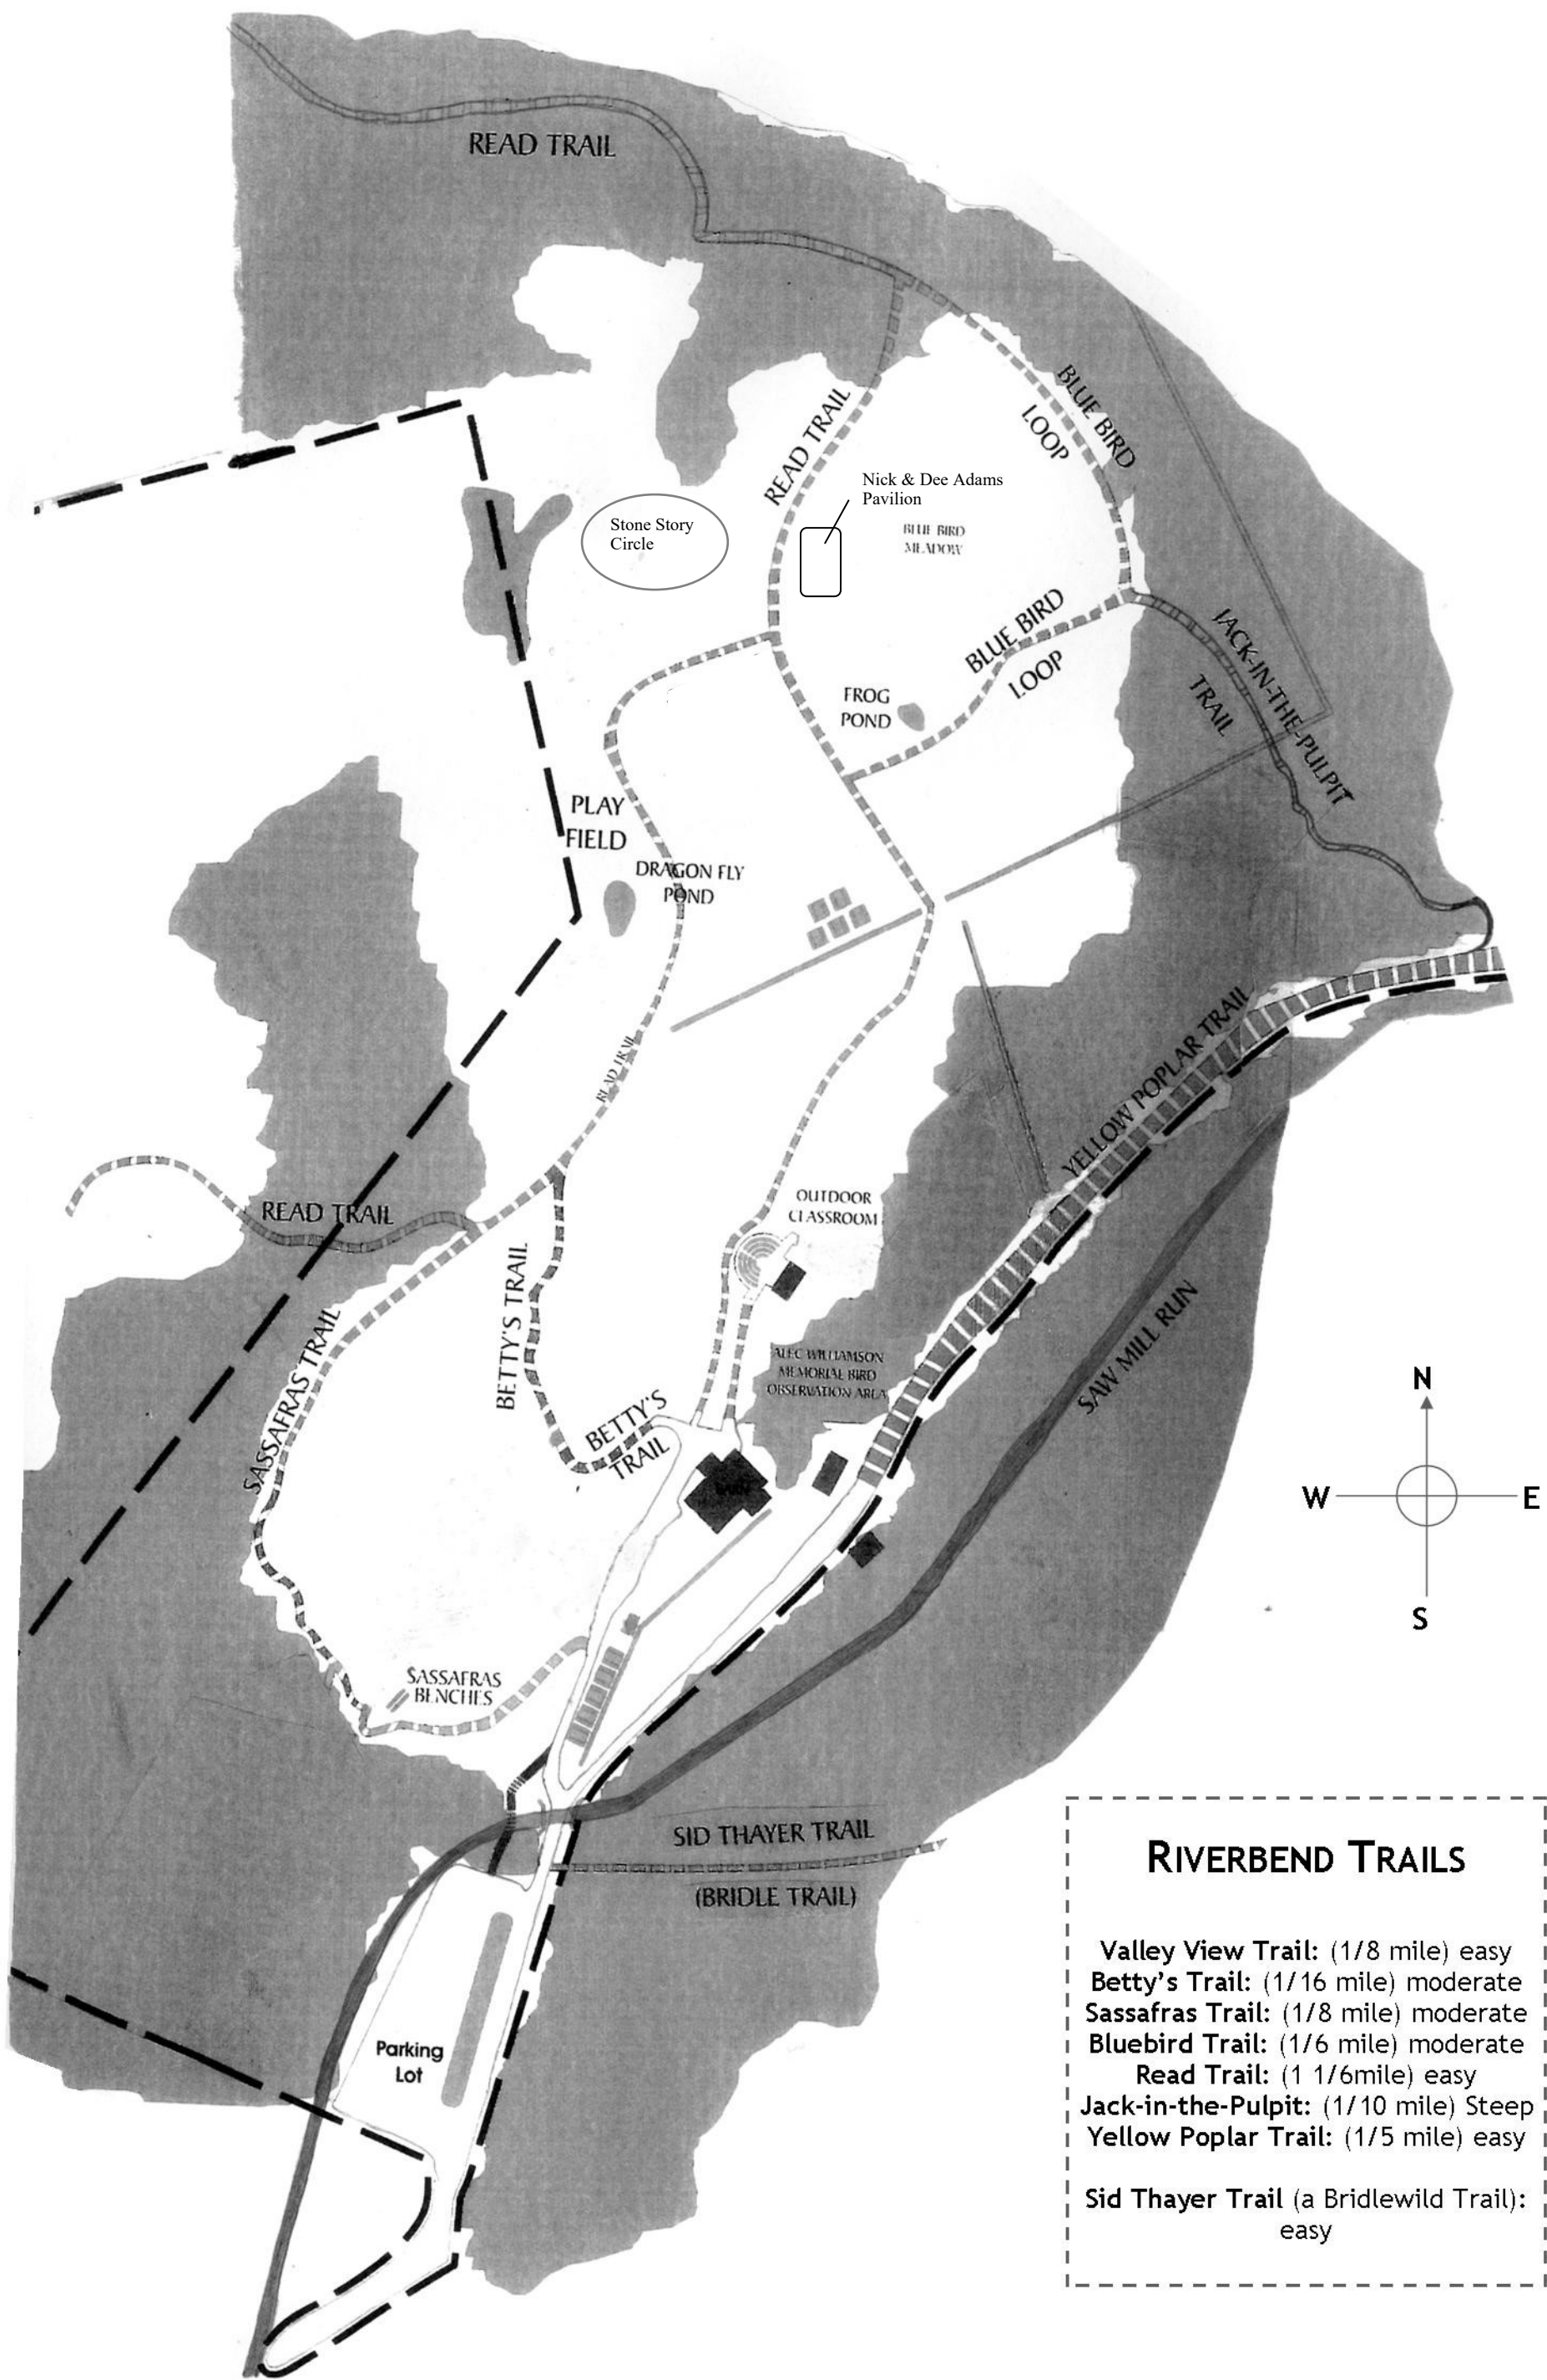 READ TRAIL
BLUE BIRD
LOOP
READ TRAIL
Nick & Dee Adams
Pavilion
Stone Story
Circle
BLUE BIRD
MEADOW
BLUE BIRD
LOOP
JACK-IN-THE-PULPIT
TRAIL
FROG
POND
PLAY
FIELD
DRAGON FLY
POND
READ TRAIL
YELLOW POPLAR TRAIL
OUTDOOR
CLASSROOM
READ TRAIL
BETTY'S TRAIL
SASSAFRAS TRAIL
ALEC WILLIAMSON
MEMORIAL BIRD
OBSERVATION AREA
SAW MILL RUN
BETTY'S
TRAIL
N
W
E
S
SASSAFRAS
BENCHES
SID THAYER TRAIL
(BRIDLE TRAIL)
Parking
Lot
RIVERBEND TRAILS
Valley View Trail: (1/8 mile) easy
Betty's Trail: (1/16 mile) moderate
Sassafras Trail: (1/8 mile) moderate
Bluebird Trail: (1/6 mile) moderate
Read Trail: (1 1/6mile) easy
Jack-in-the-Pulpit: (1/10 mile) Steep
Yellow Poplar Trail: (1/5 mile) easy
Sid Thayer Trail (a Bridlewild Trail):
easy